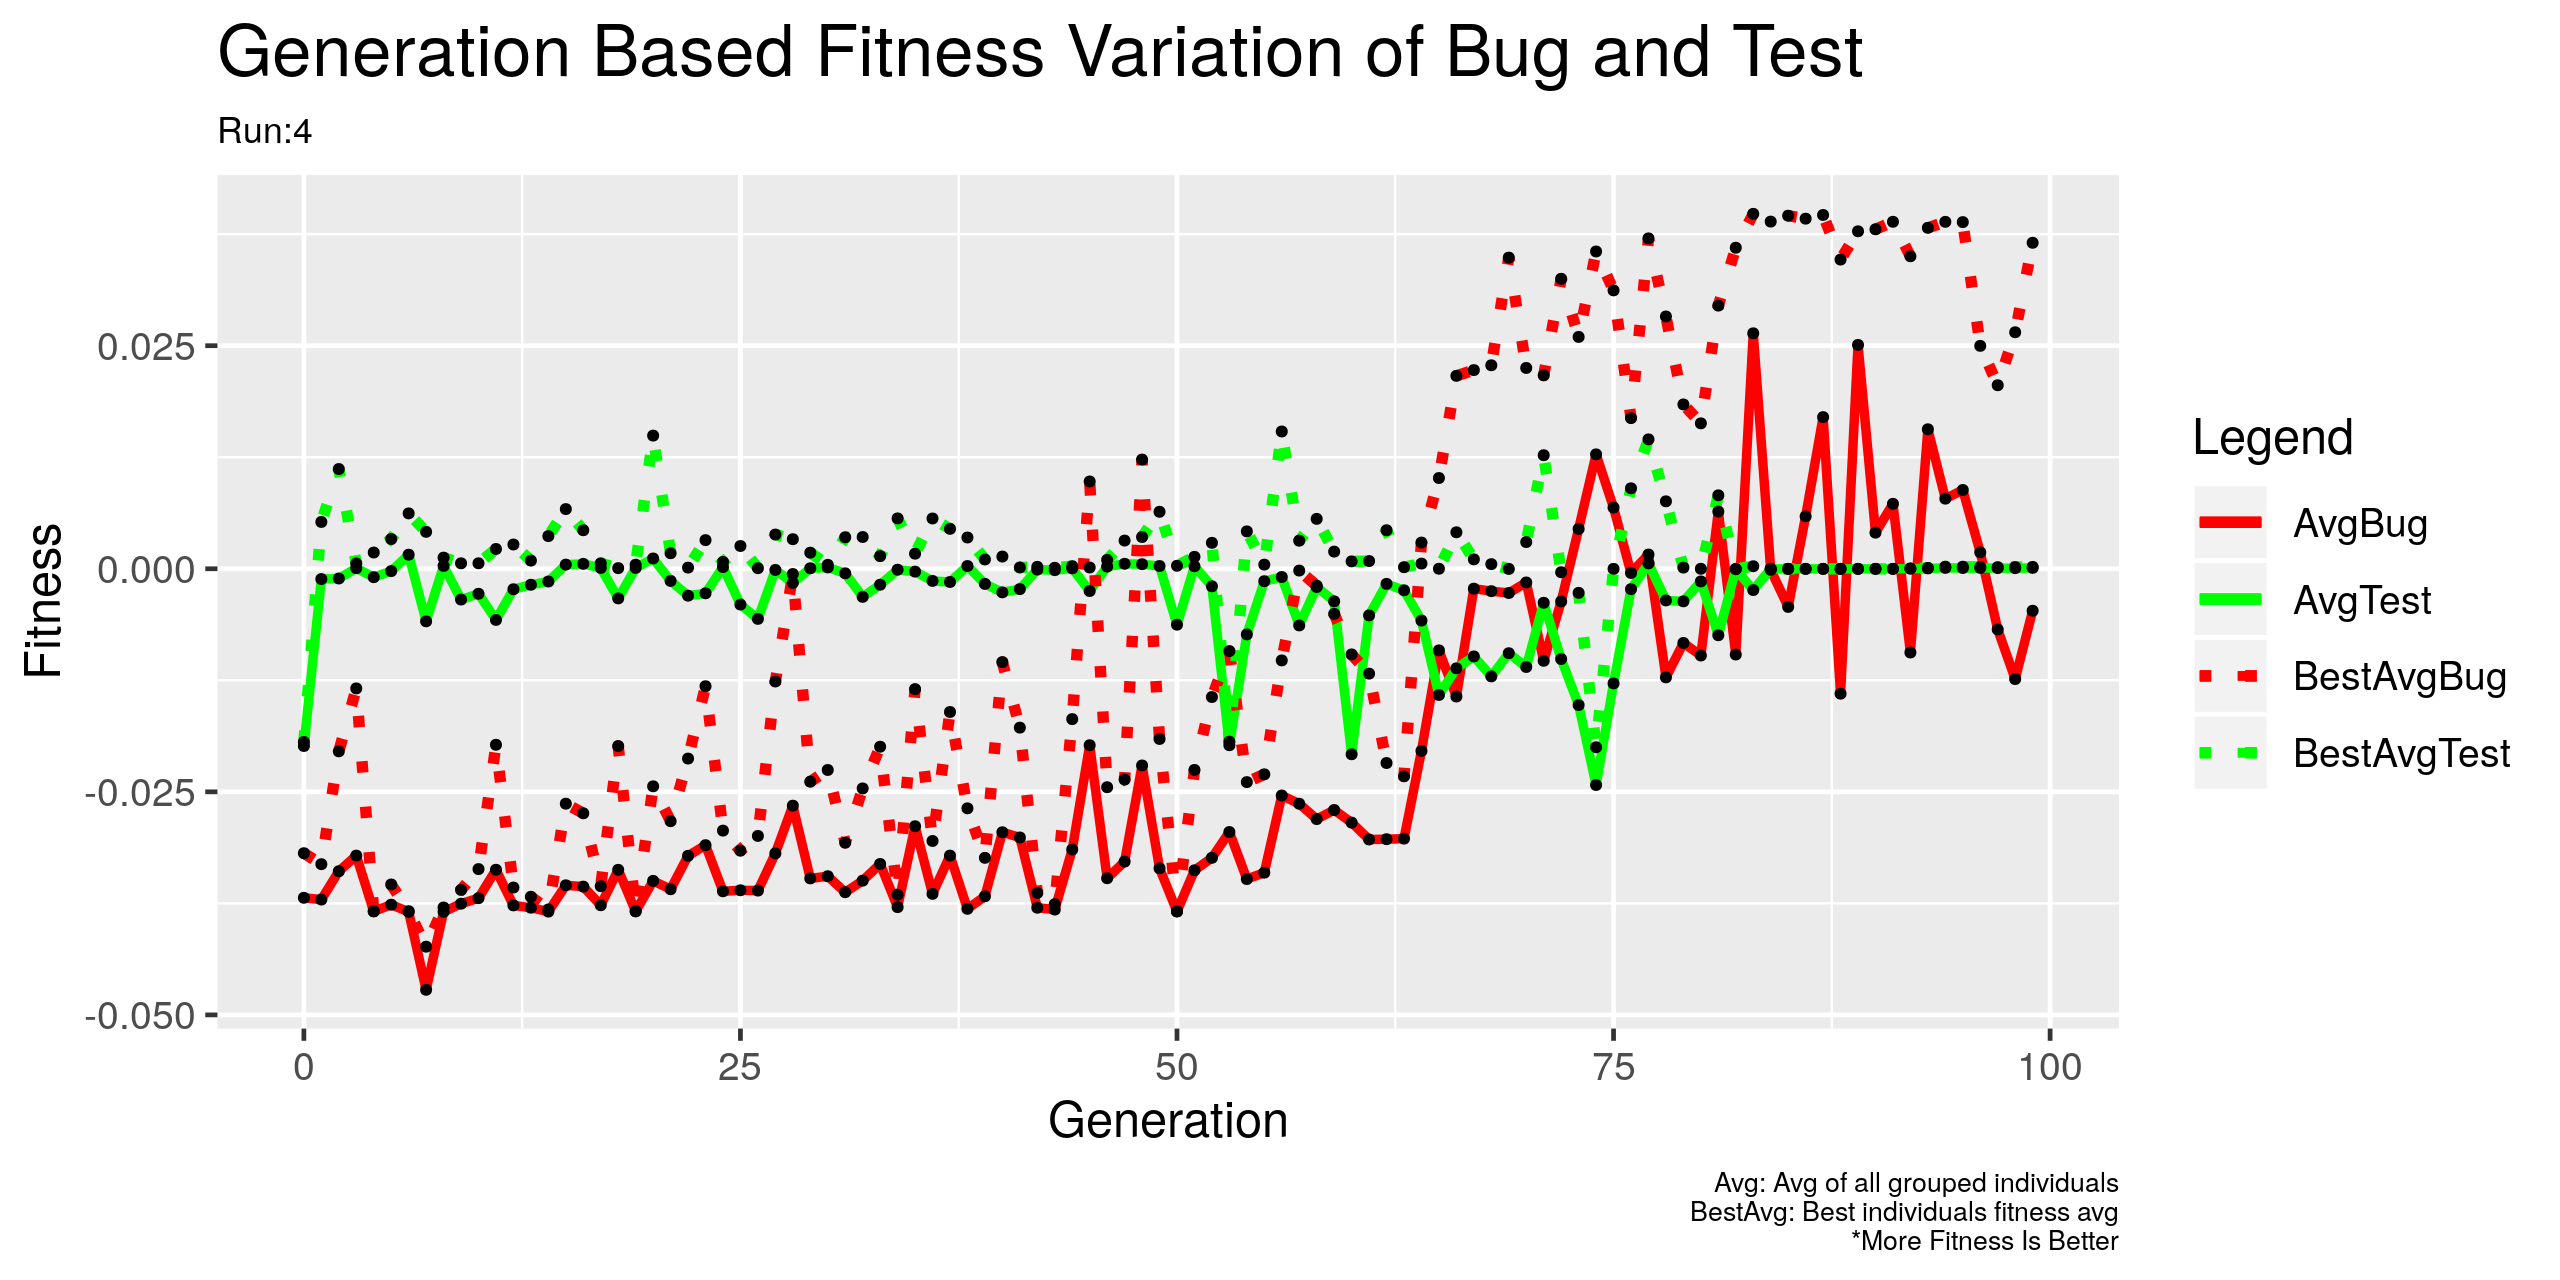 Generation Based Fitness Variation of Bug and Test
Run:4
Fitness
0.025
0.000
-0.025
-0.050
0
25
50
75
100
Generation
Legend
AvgBug
AvgTest
BestAvgBug
BestAvgTest
Avg: Avg of all grouped individuals
BestAvg: Best individuals fitness avg
*More Fitness Is Better